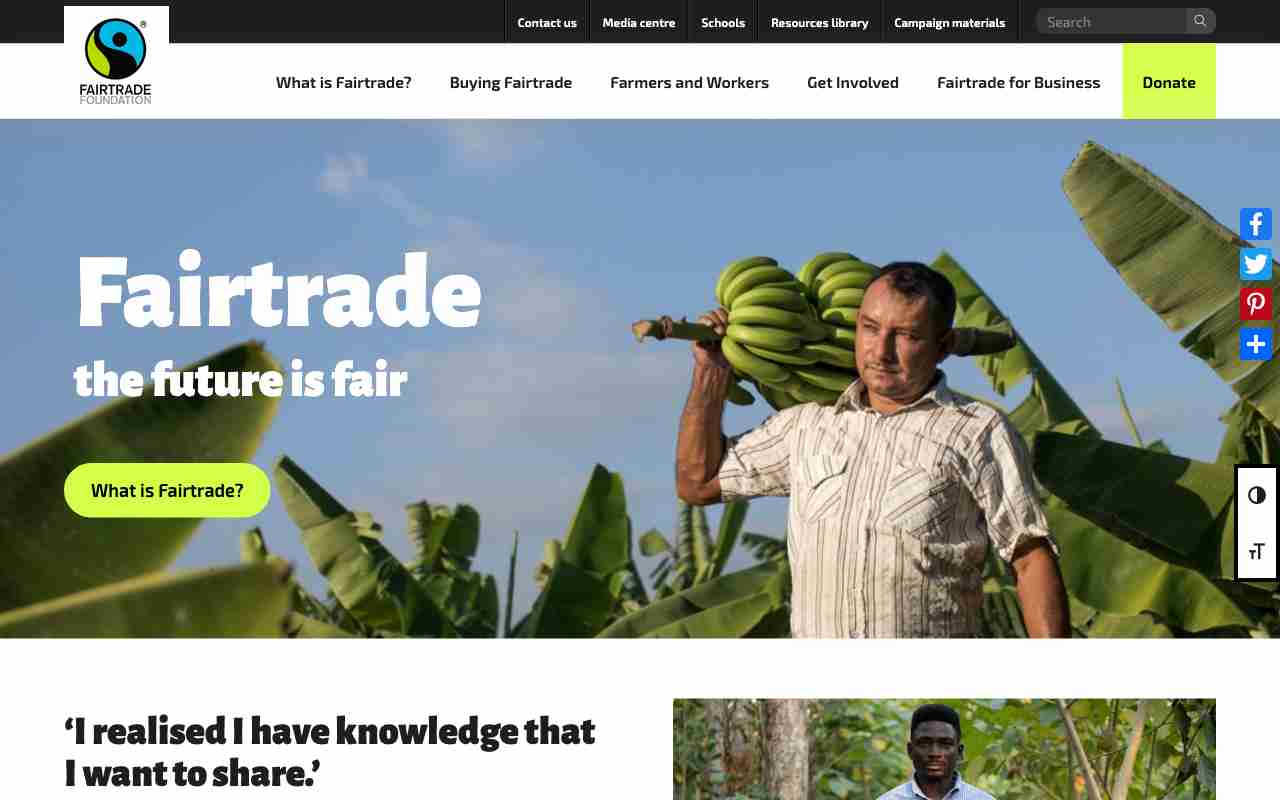 Contact us
Media centre
Schools
Resources library
Campaign materials
Search
FAIRTRADE
FOUNDATION
What is Fairtrade?
Buying Fairtrade
Farmers and Workers
Get Involved
Fairtrade for Business
Donate
Fairtrade
the future is fair
What is Fairtrade?
‘I realised I have knowledge that
I want to share.’